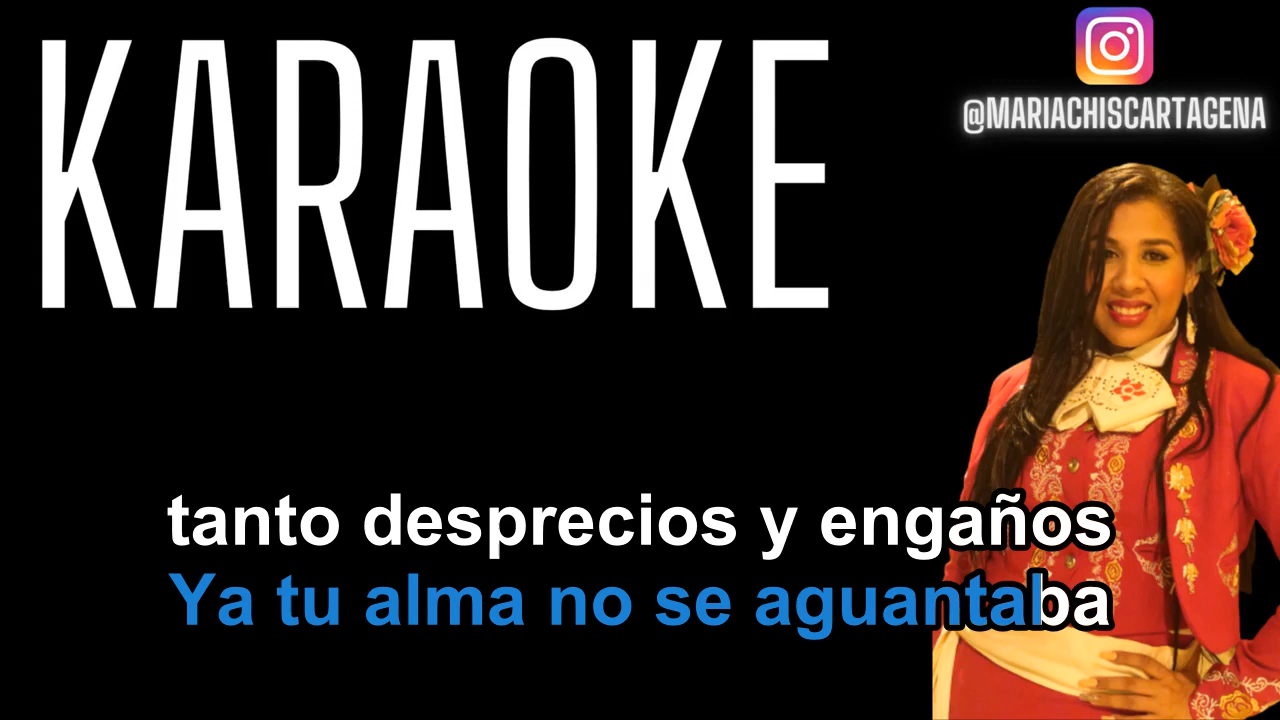 KARAOKE
@MARIACHISCARTAGENA
tanto desprecios y engaños
Ya tu alma no se aguantaba